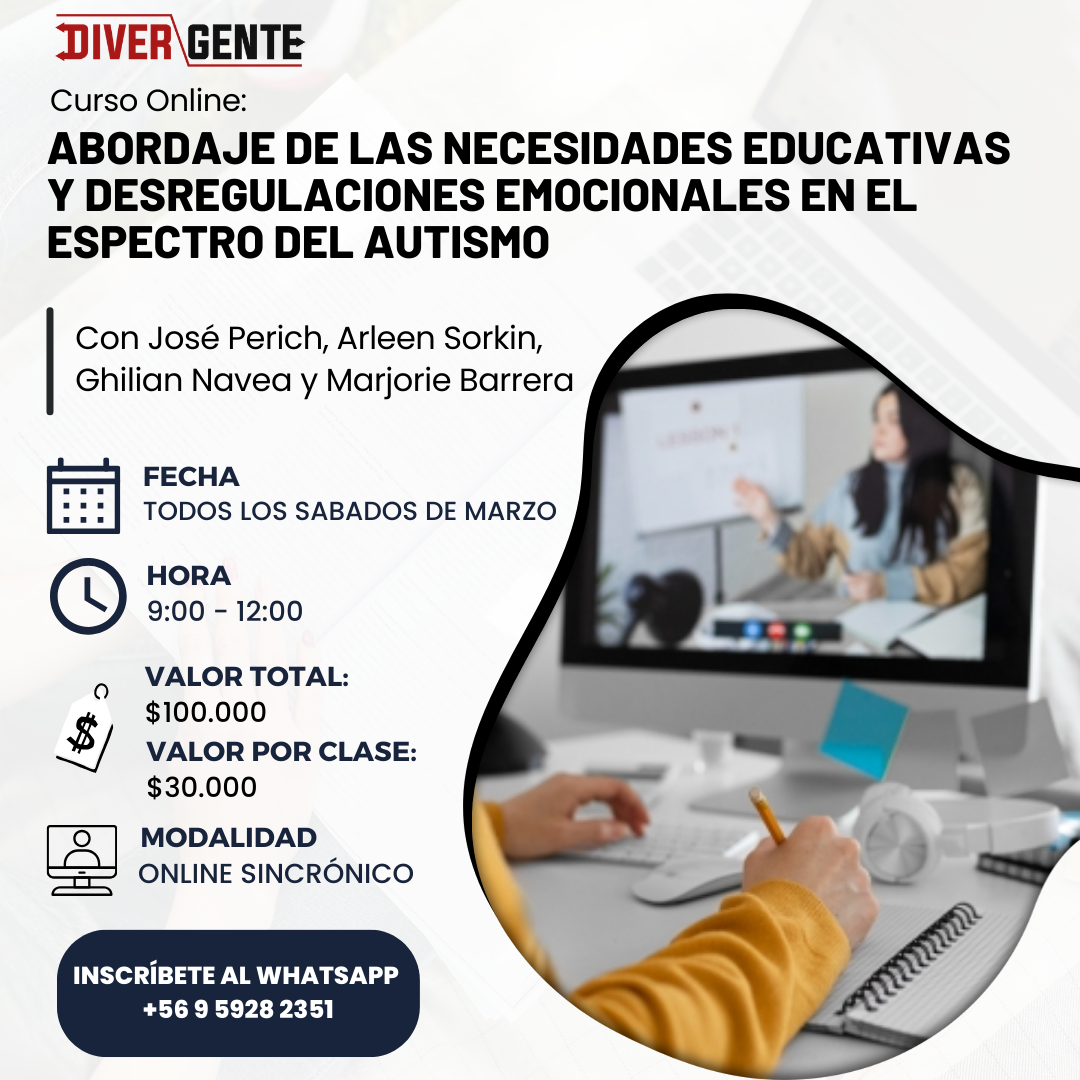 DIVERGENTE
Curso Online:
ABORDAJE DE LAS NECESIDADES EDUCATIVAS
Y DESREGULACIONES EMOCIONALES EN EL
ESPECTRO DEL AUTISMO
Con José Perich, Arleen Sorkin,
Ghilian Navea y Marjorie Barrera
FECHA
TODOS LOS SABADOS DE MARZO
HORA
9:00 - 12:00
VALOR TOTAL:
$100.000
VALOR POR CLASE:
$30.000
MODALIDAD
ONLINE SINCRÓNICO
INSCRÍBETE AL WHATSAPP
+56 9 5928 2351